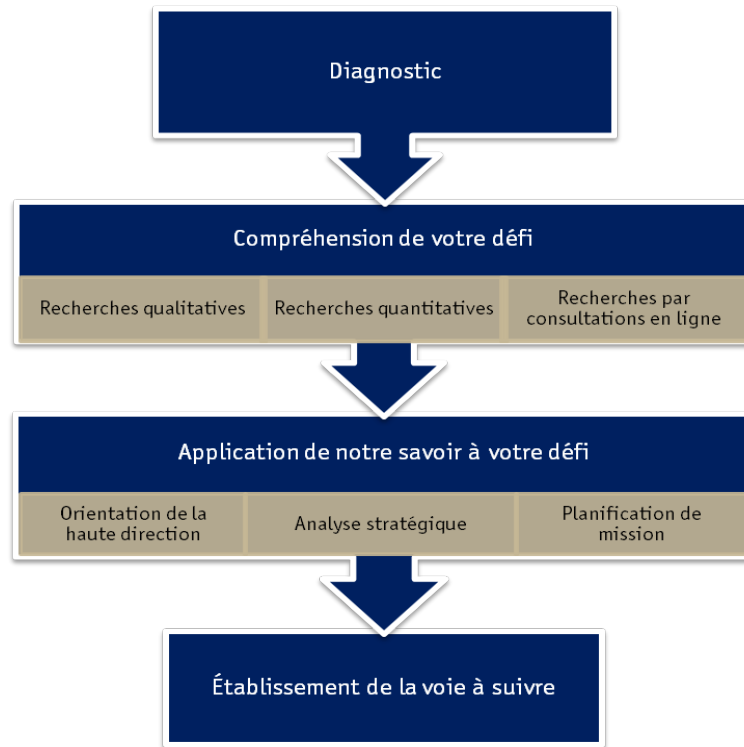 Diagnostic
Compréhension de votre défi
Recherches qualitatives
Recherches quantitatives
Recherches par
consultations en ligne
Application de notre savoir à votre défi
Orientation de la
haute direction
Analyse stratégique
Planification de
mission
Établissement de la voie à suivre